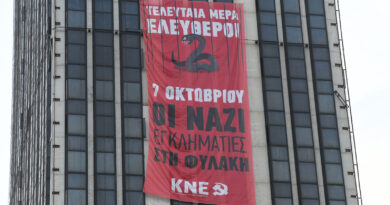 ΤΕΛΕΥΤΑΙΑ ΜΕΡΑ
ΕΛΕΥΘΕΡΟΙ
7 ΟΚΤΩΒΡΙΟΥ
ΟΙ ΝΑΖΙ
ΕΓΚΛΗΜΑΤΙΕΣ
ΣΤΗ ΦΥΛΑΚΗ
ΚΝΕ